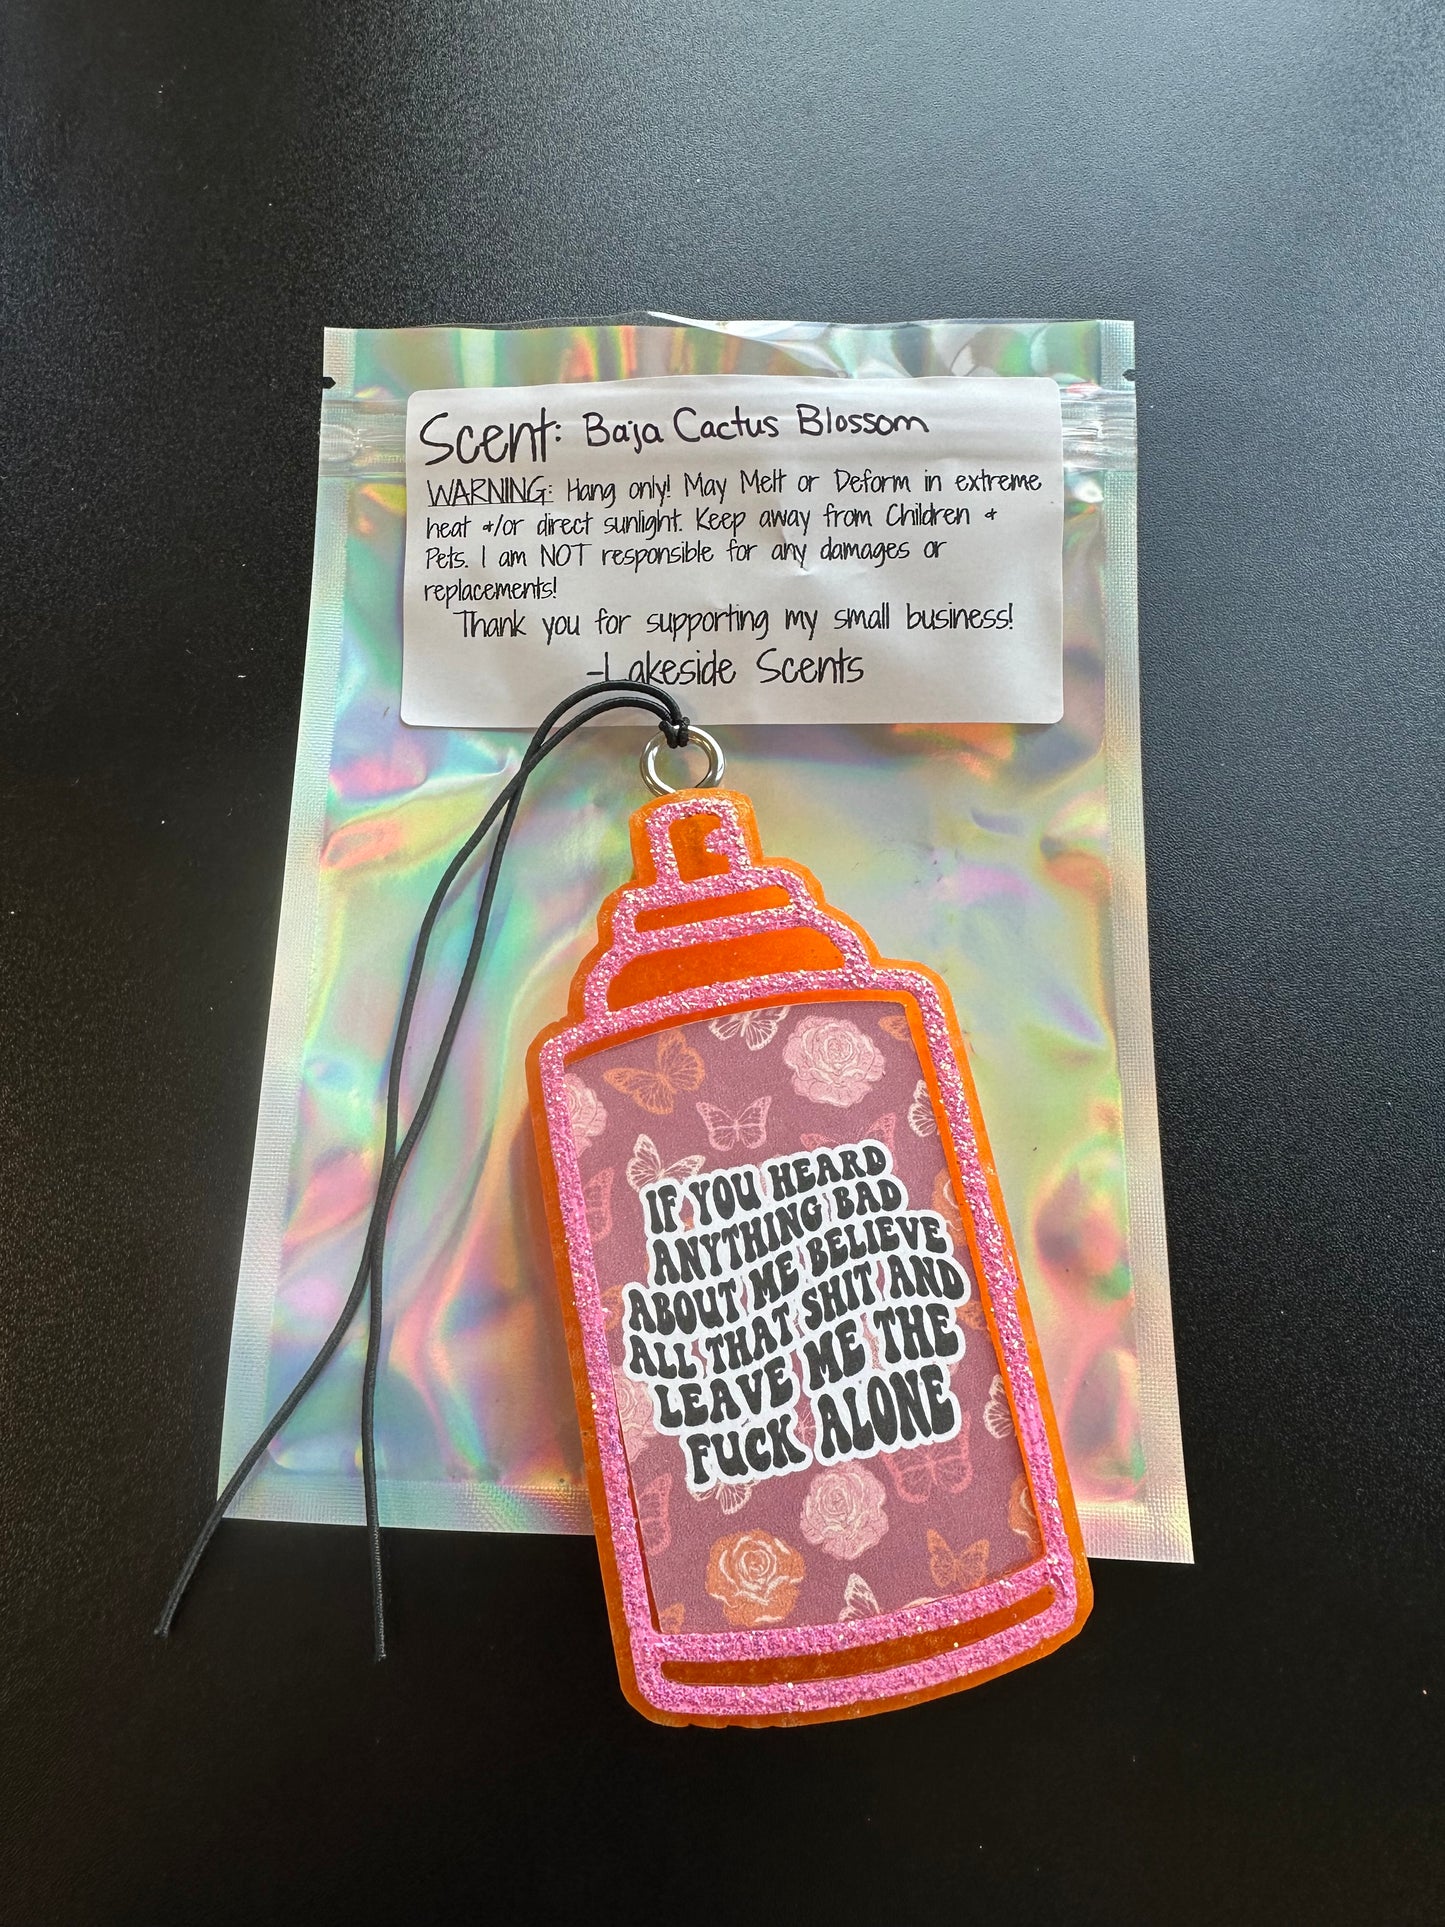 Scent: Baja Cactus Blossom
WARNING: Hang only! May Melt or Deform in extreme
heat +/or direct sunlight. Keep away from Children +
Pets. I am NOT responsible for any damages or
replacements!
Thank you for supporting my small business!
-Lakeside Scents
IF YOU HEARD
ANYTHING BAD
ABOUT ME BELIEVE
ALL THAT SHIT AND
LEAVE ME THE
FUCK ALONE